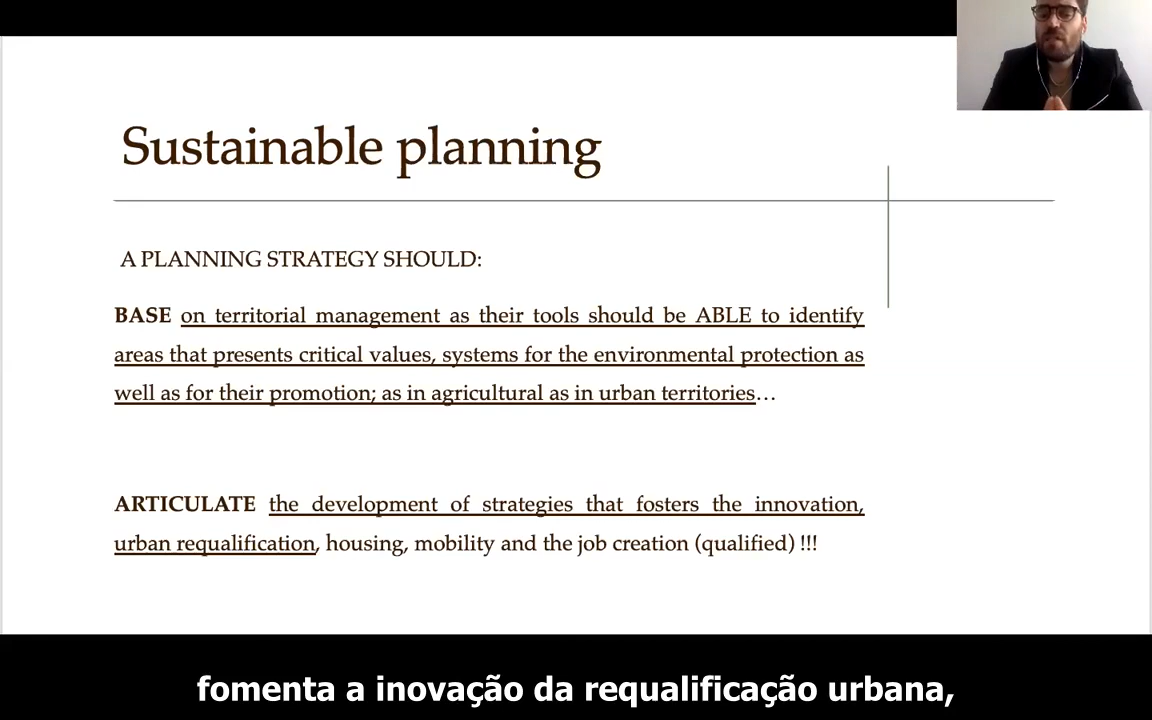 Sustainable planning
A PLANNING STRATEGY SHOULD:
BASE on territorial management as their tools should be ABLE to identify
areas that presents critical values, systems for the environmental protection as
well as for their promotion; as in agricultural as in urban territories…
ARTICULATE the development of strategies that fosters the innovation,
urban requalification, housing, mobility and the job creation (qualified) !!!
fomenta a inovação da requalificação urbana,